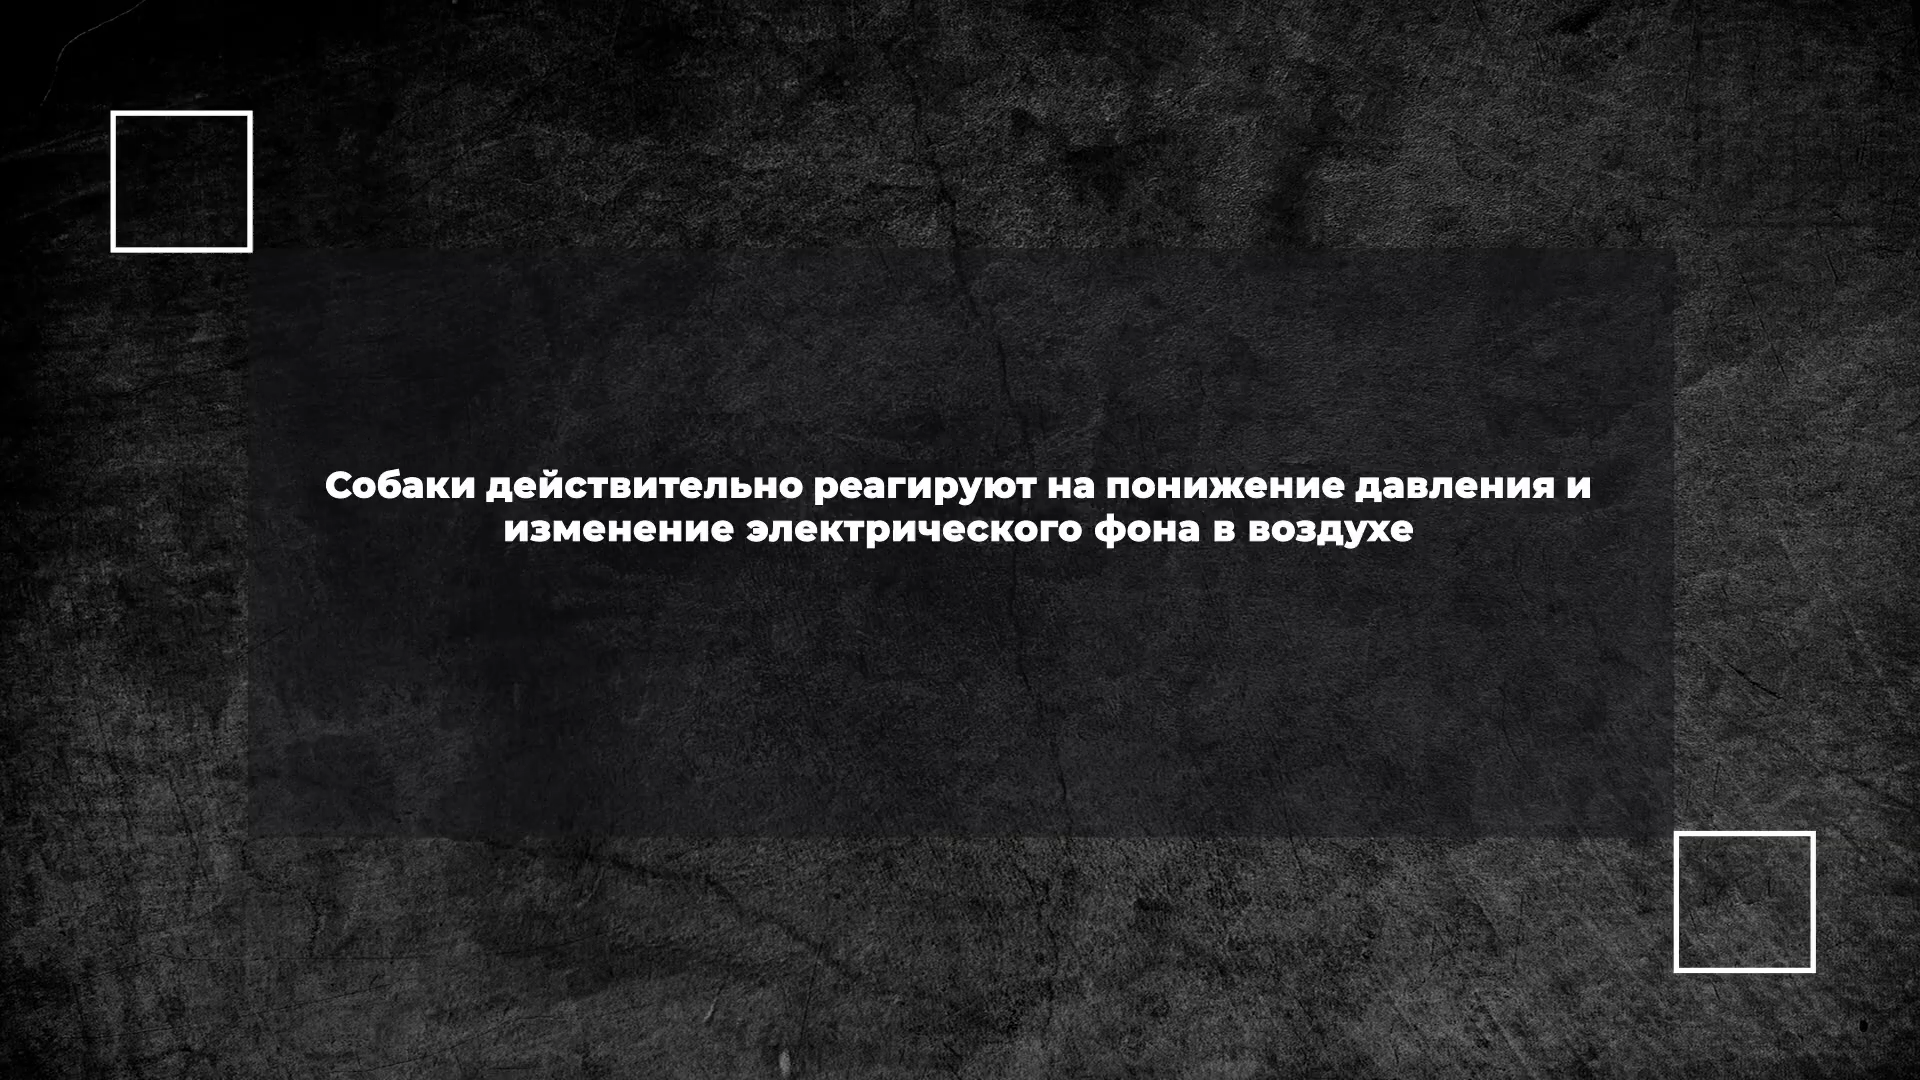 Собаки действительно реагируют на понижение давления и
изменение электрического фона в воздухе